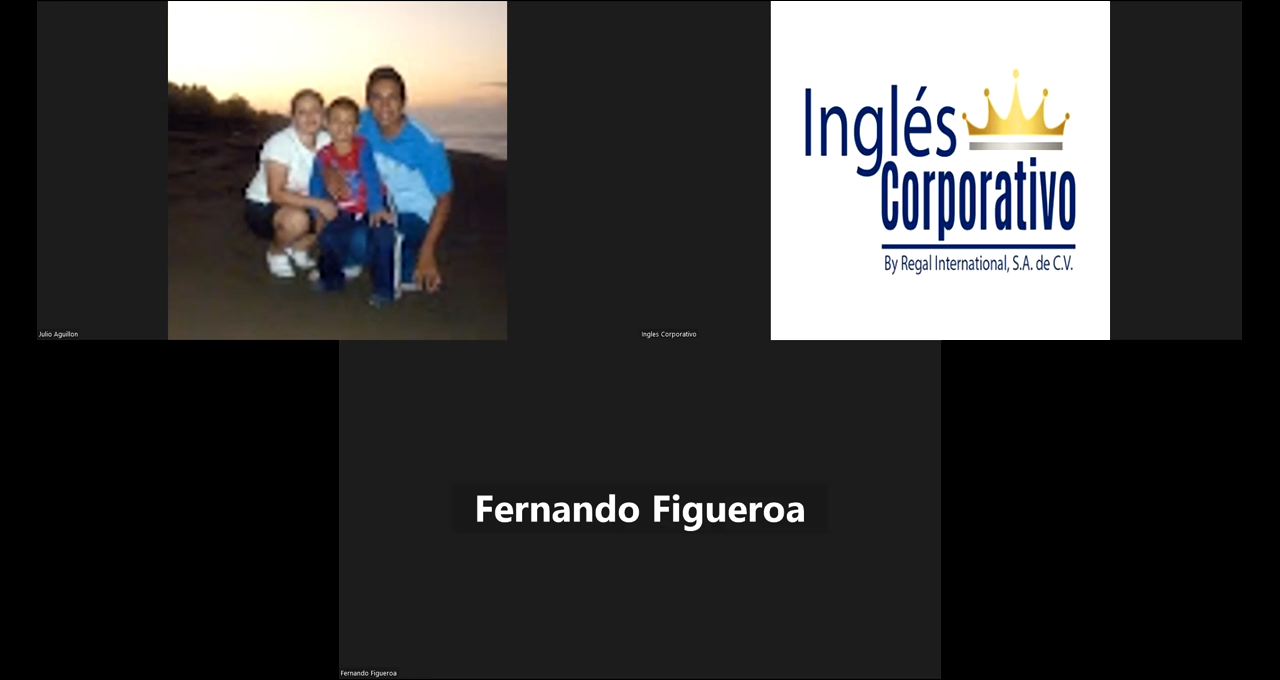 Inglés
Corporativo
By Regal International, S.A. de C.V.
Julio Aguillon
Ingles Corporativo
Fernando Figueroa
Fernando Figueroa